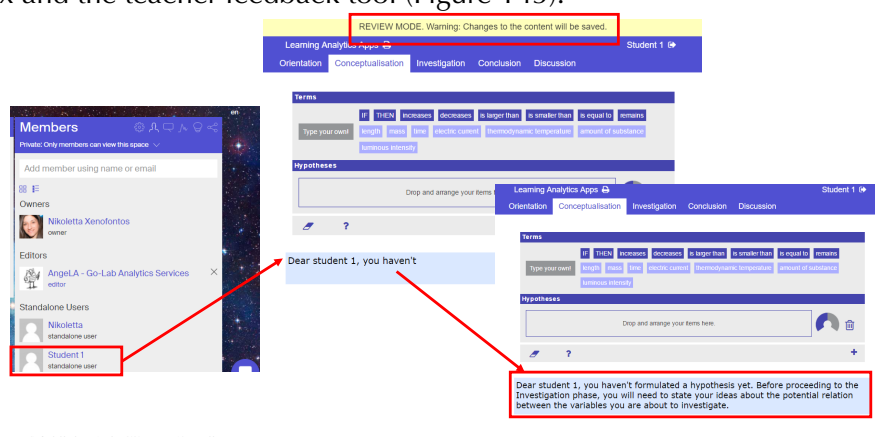 x and the teacher feedback tool (Figure 145).
REVIEW MODE. Warning: Changes to the content will be saved.
Learning Analytics Apps
Student 1
Orientation Conceptualisation Investigation Conclusion Discussion
Terms
IF THEN increases decreases is larger than is smaller than is equal to remains
Type your own! length mass time electric current thermodynamic temperature amount of substance
luminous intensity
Hypotheses
Drop and arrange your items
?
Dear student 1, you haven't
en
Members
Private: Only members can view this space
Add member using name or email
Owners
Nikoletta Xenofontos
owner
Editors
AngeLA - Go-Lab Analytics Services
editor
Standalone Users
Nikoletta
standalone user
Student 1
standalone user
Learning Analytics Apps
Student 1
Orientation Conceptualisation Investigation Conclusion Discussion
Terms
IF THEN increases decreases is larger than is smaller than is equal to remains
Type your own! length mass time electric current thermodynamic temperature amount of substance
luminous intensity
Hypotheses
Drop and arrange your items here.
? +
Dear student 1, you haven't formulated a hypothesis yet. Before proceeding to the
Investigation phase, you will need to state your ideas about the potential relation
between the variables you are about to investigate.